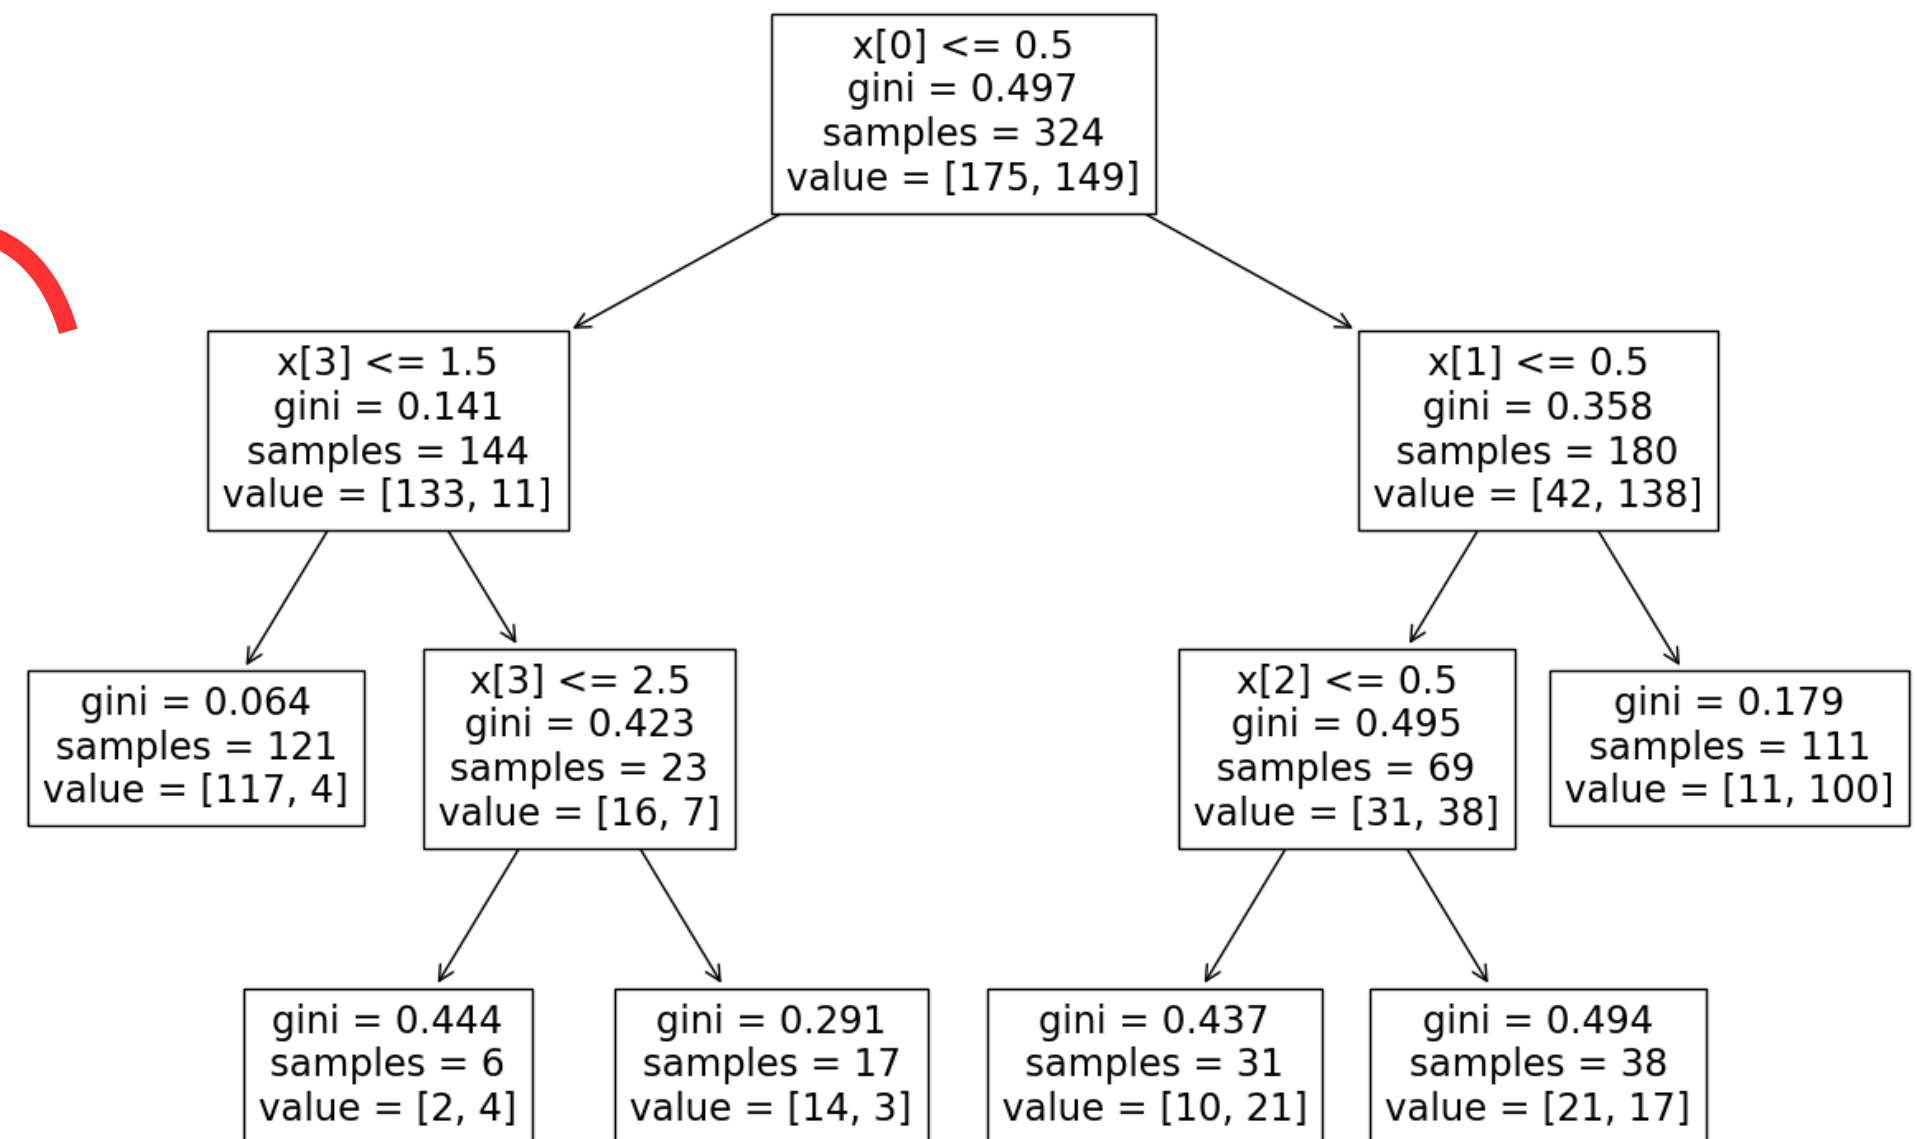 x[0] <= 0.5
gini = 0.497
samples = 324
value = [175, 149]
x[3] <= 1.5
gini = 0.141
samples = 144
value = [133, 11]
x[1] <= 0.5
gini = 0.358
samples = 180
value = [42, 138]
gini = 0.064
samples = 121
value = [117, 4]
x[3] <= 2.5
gini = 0.423
samples = 23
value = [16, 7]
x[2] <= 0.5
gini = 0.495
samples = 69
value = [31, 38]
gini = 0.179
samples = 111
value = [11, 100]
gini = 0.444
samples = 6
value = [2, 4]
gini = 0.291
samples = 17
value = [14, 3]
gini = 0.437
samples = 31
value = [10, 21]
gini = 0.494
samples = 38
value = [21, 17]